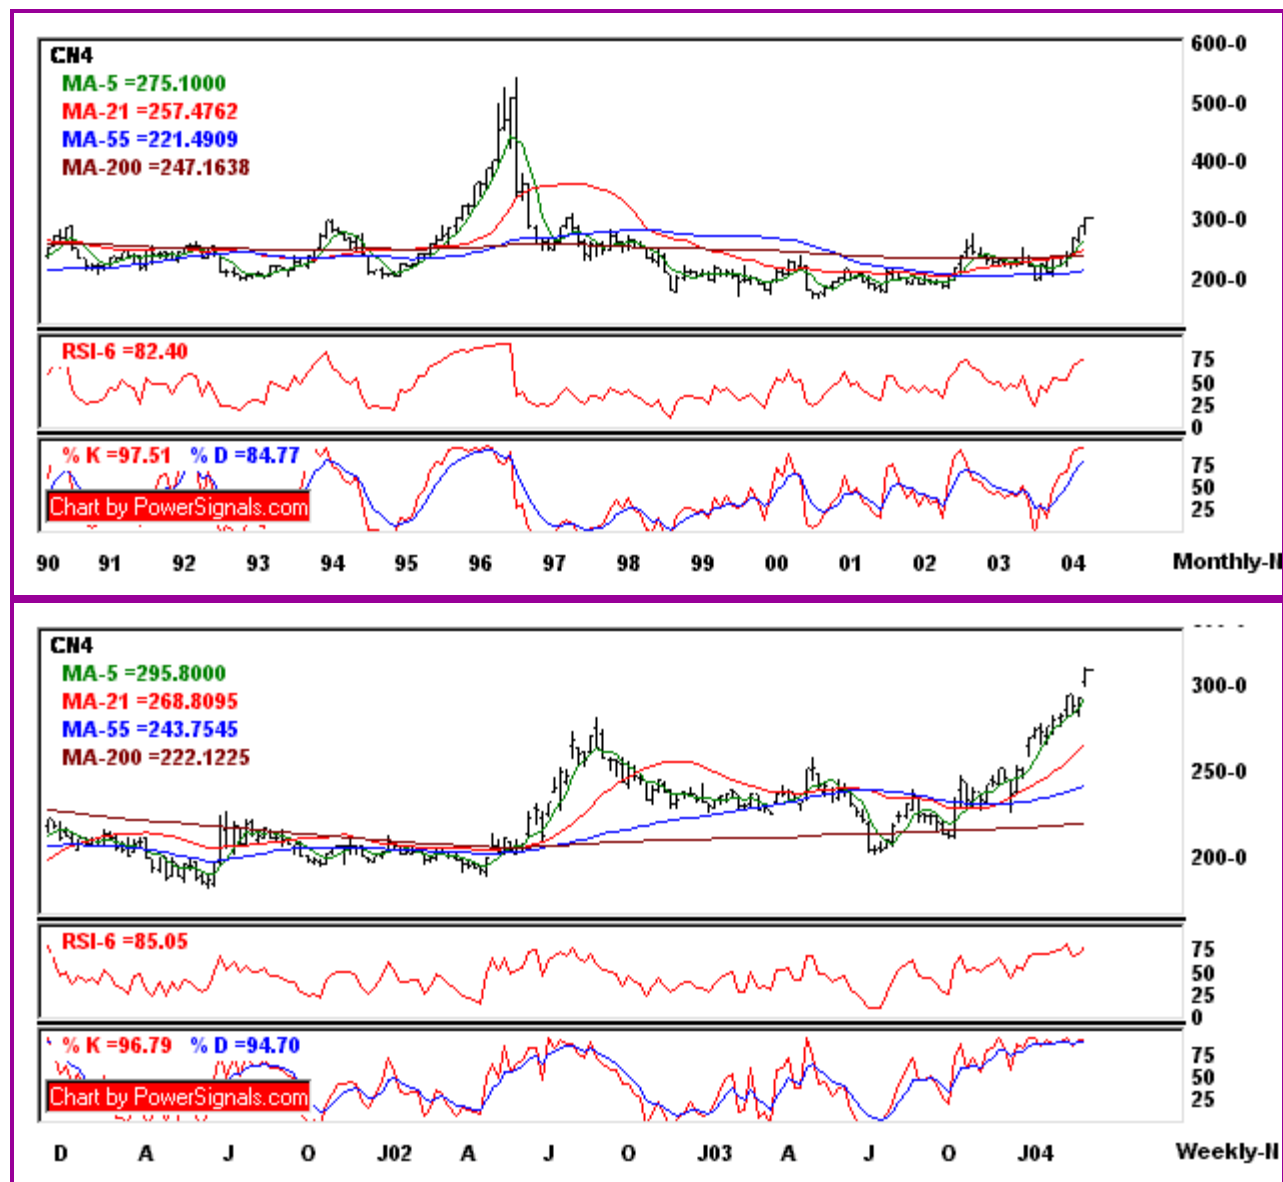 CN4
MA-5 =275.1000
MA-21 =257.4762
MA-55 =221.4909
MA-200 =247.1638
600-0
500-0
400-0
300-0
200-0
RSI-6 =82.40
75
50
25
0
% K =97.51 % D =84.77
75
50
25
Chart by PowerSignals.com
90 91 92 93 94 95 96 97 98 99 00 01 02 03 04 Monthly-N
CN4
MA-5 =295.8000
MA-21 =268.8095
MA-55 =243.7545
MA-200 =222.1225
300-0
250-0
200-0
RSI-6 =85.05
75
50
25
0
% K =96.79 % D =94.70
75
50
25
Chart by PowerSignals.com
D A J O J02 A J O J03 A J O J04 Weekly-N